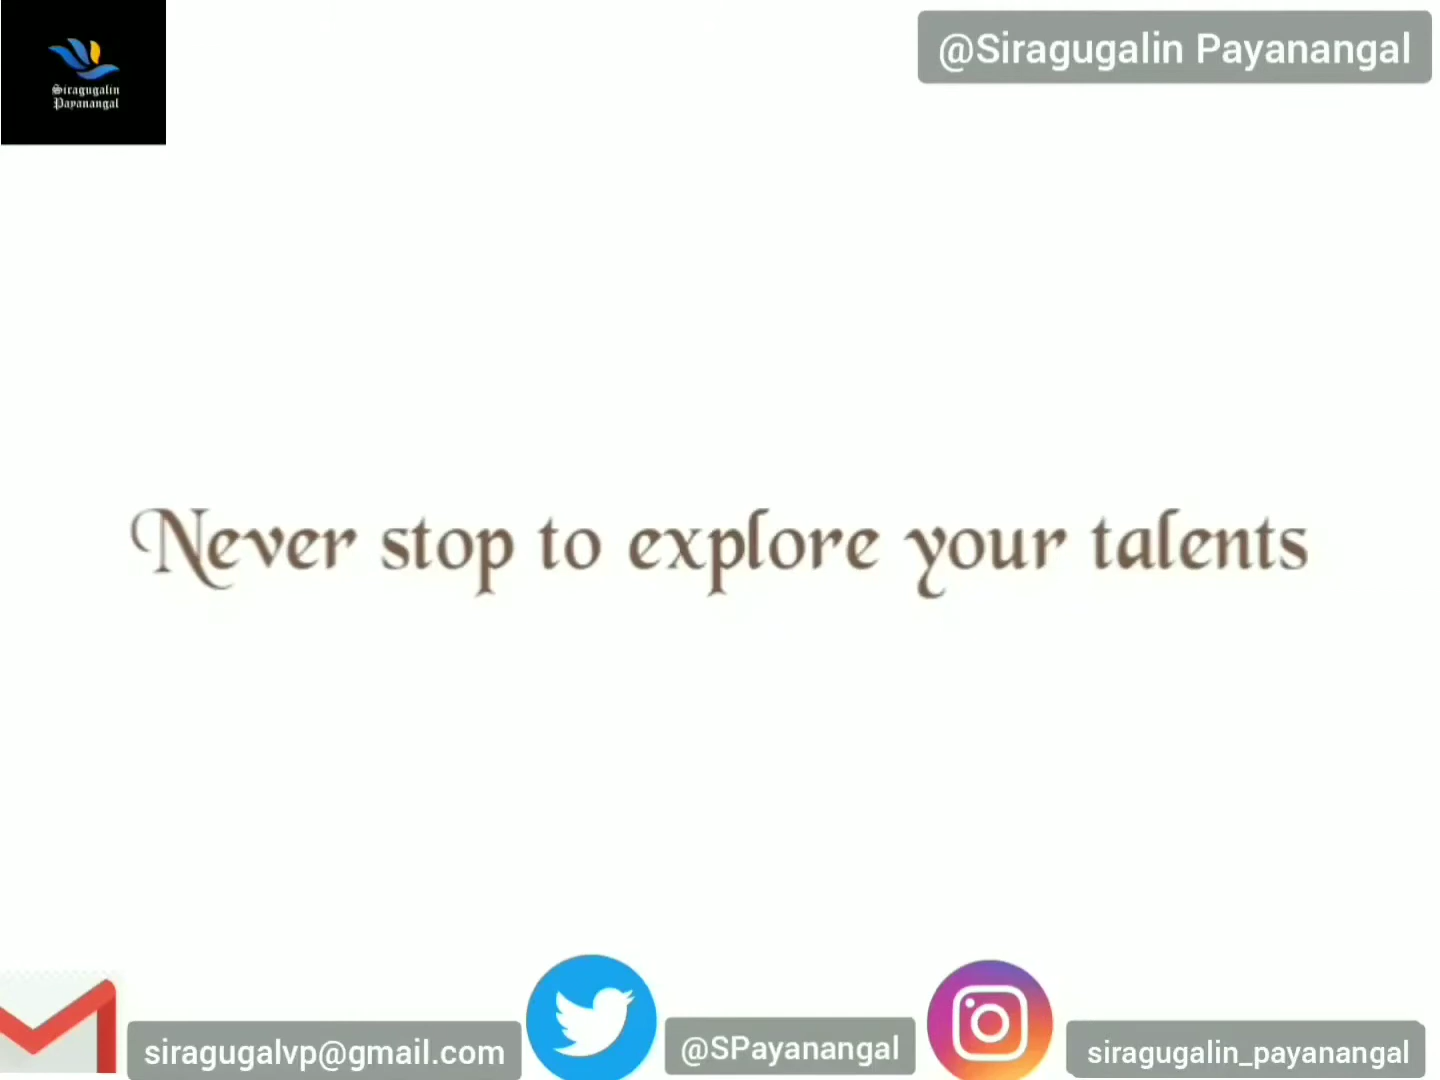 Siragugalin
Payanangal
@Siragugalin Payanangal
Never stop to explore your talents
siragugalvp@gmail.com
@SPayanangal
siragugalin_payanangal